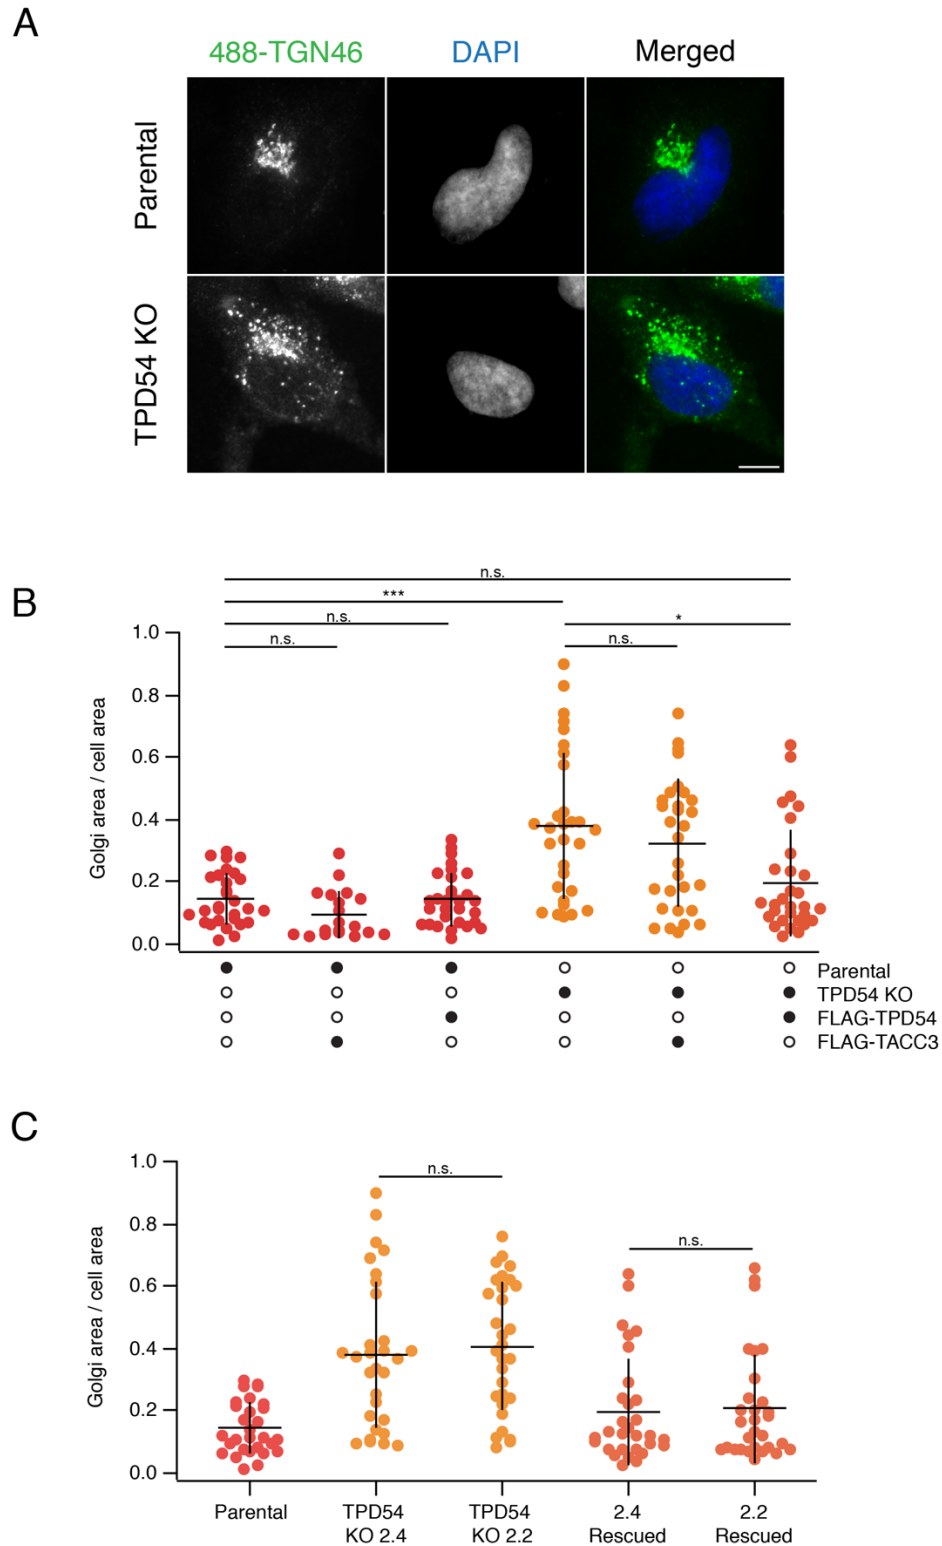 A
488-TGN46 DAPI Merged
Parental
TPD54 KO
B
n.s.
***
n.s.
*
n.s.
n.s.
1.0
0.8
0.6
0.4
0.2
0.0
Golgi area / cell area
Parental
TPD54 KO
FLAG-TPD54
FLAG-TACC3
C
n.s.
n.s.
1.0
0.8
0.6
0.4
0.2
0.0
Golgi area / cell area
Parental TPD54 TPD54 2.4 2.2
KO 2.4 KO 2.2 Rescued Rescued